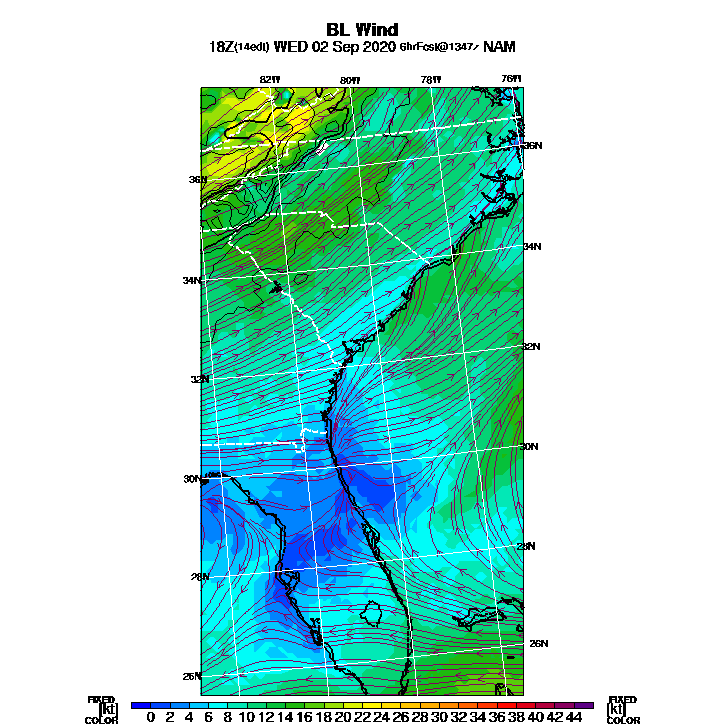 BL Wind
18Z(14edt) WED 02 Sep 2020 6hrFcst@1347z NAM
82W 80W 78W 76W
36N
36N
34N
34N
32N
32N
30N
30N
28N
28N
26N
26N
FIXED FIXED
[kt] 0 2 4 6 8 10 12 14 16 18 20 22 24 26 28 30 32 34 36 38 40 42 44 [kt]
COLOR COLOR